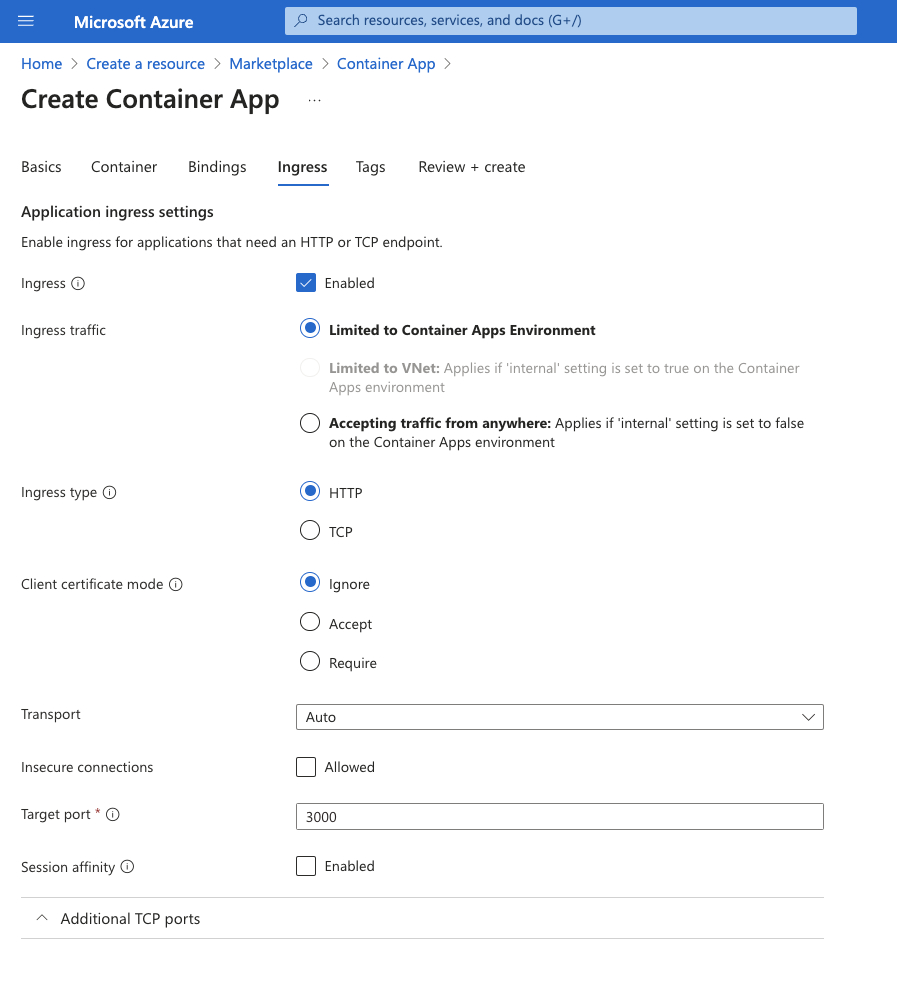 Microsoft Azure
Search resources, services, and docs (G+/)
Home > Create a resource > Marketplace > Container App >
Create Container App ...
Basics Container Bindings Ingress Tags Review + create
Application ingress settings
Enable ingress for applications that need an HTTP or TCP endpoint.
Ingress Enabled
Ingress traffic Limited to Container Apps Environment
Limited to VNet: Applies if 'internal' setting is set to true on the Container
Apps environment
Accepting traffic from anywhere: Applies if 'internal' setting is set to false
on the Container Apps environment
Ingress type HTTP
TCP
Client certificate mode Ignore
Accept
Require
Transport Auto
Insecure connections Allowed
Target port * 3000
Session affinity Enabled
Additional TCP ports